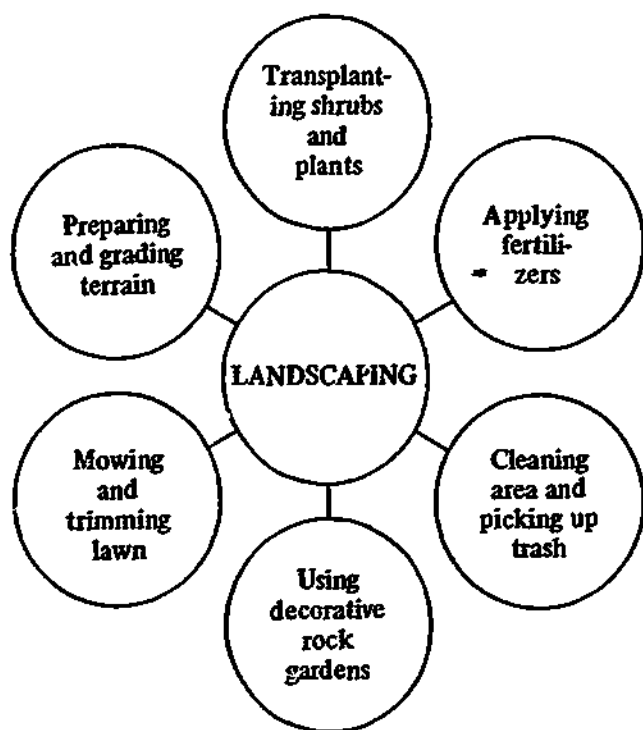 Transplant-
ing shrubs
and
plants
Preparing
and grading
terrain
Applying
fertili-
zers
LANDSCAPING
Mowing
and
trimming
lawn
Cleaning
area and
picking up
trash
Using
decorative
rock
gardens